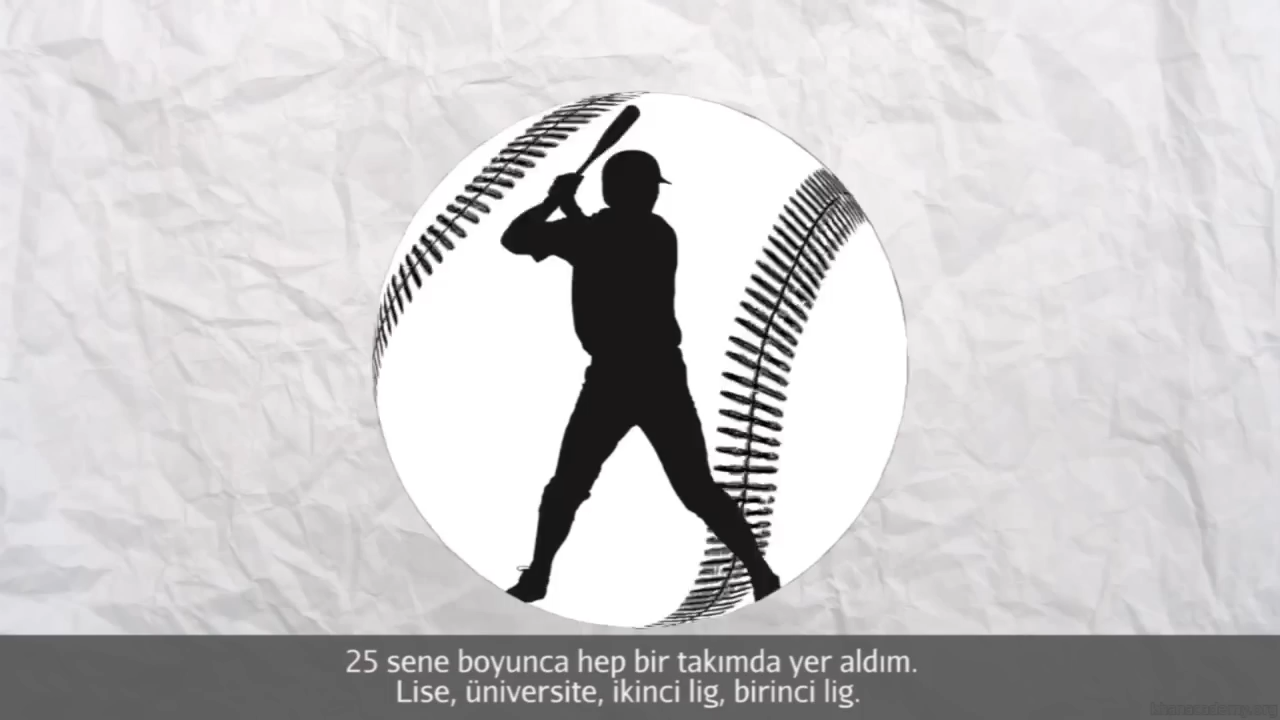 25 sene boyunca hep bir takımda yer aldım.
Lise, üniversite, ikinci lig, birinci lig.